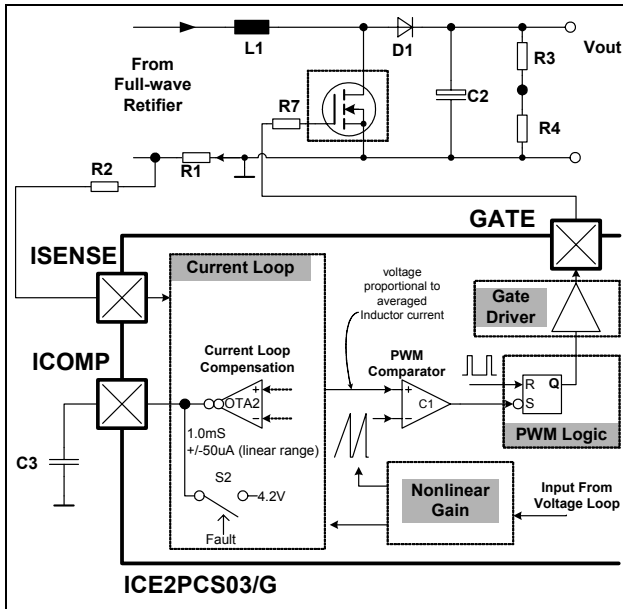 L1
D1
Vout
From
Full-wave
Retifier
R3
C2
R7
R4
R2
R1
GATE
ISENSE
Current Loop
voltage
proportional to
averaged
Inductor current
Gate
Driver
ICOMP
Current Loop
Compensation
PWM
Comparator
+
OTA2
−
+
C1
−
R
Q
S
PWM Logic
1.0mS
+/-50uA (linear range)
C3
S2
4.2V
Fault
Nonlinear
Gain
Input From
Voltage Loop
ICE2PCS03/G